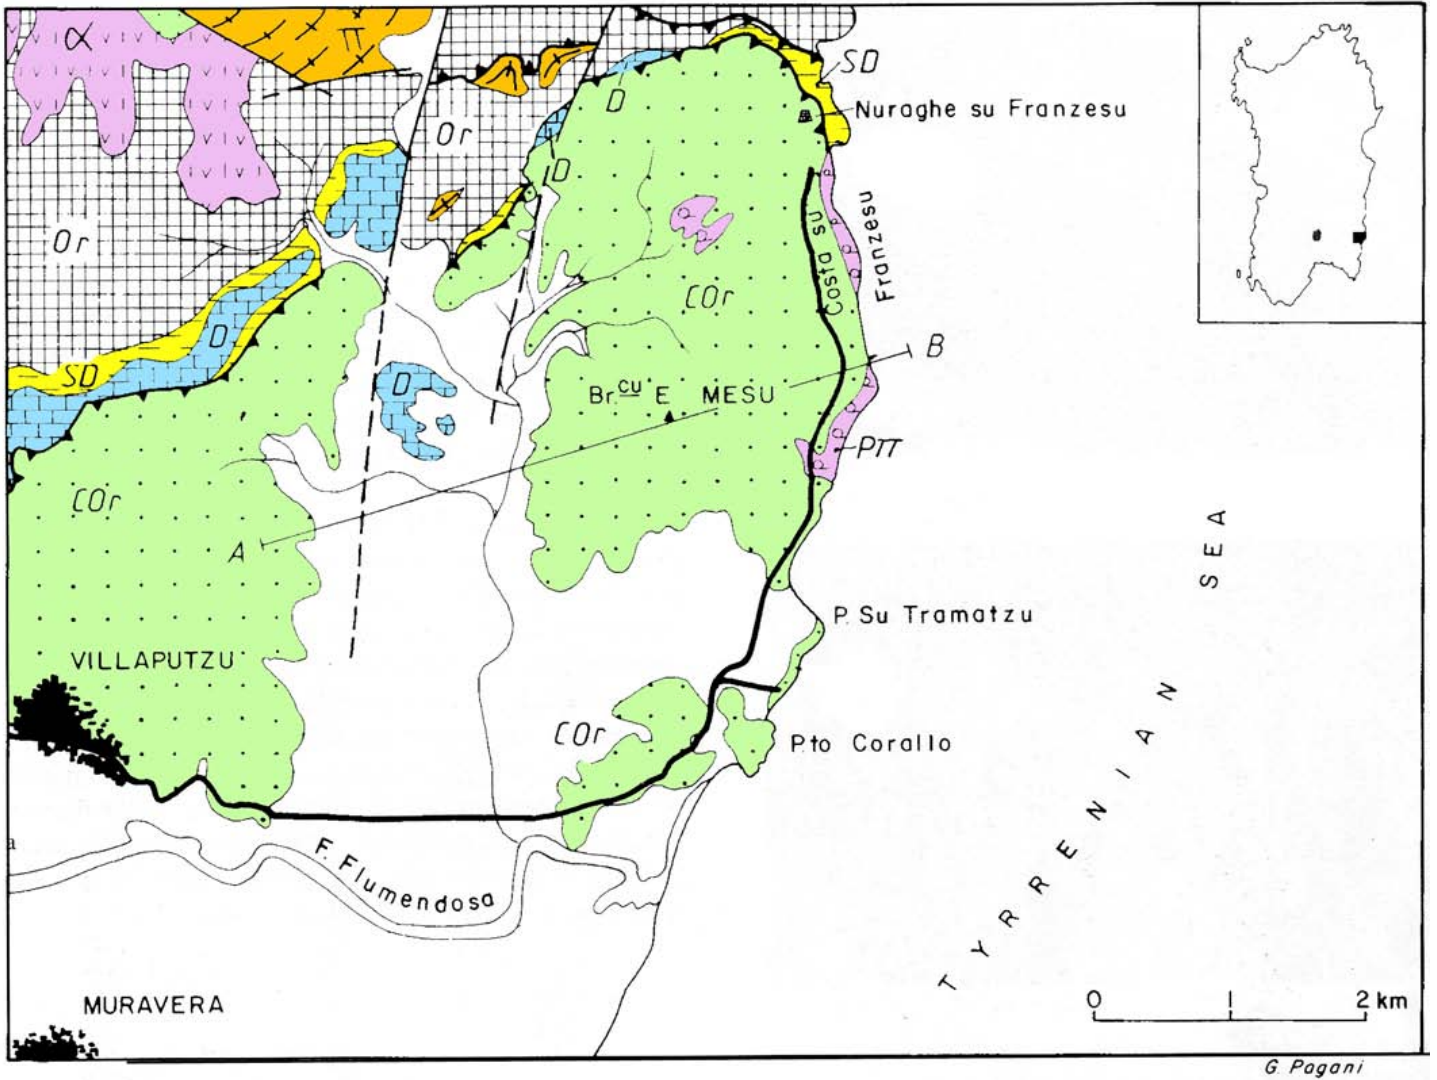 α
π
SD
Nuraghe su Franzesu
D
Or
D
Or
Costa su
Franzesu
COr
D
SD
D
B
Br.cu E MESU
Pπ
COr
A
P. Su Tramatzu
VILLAPUTZU
COr
P.to Corallo
F. Flumendosa
TYRRENIAN SEA
MURAVERA
0 1 2 km
G. Pagani